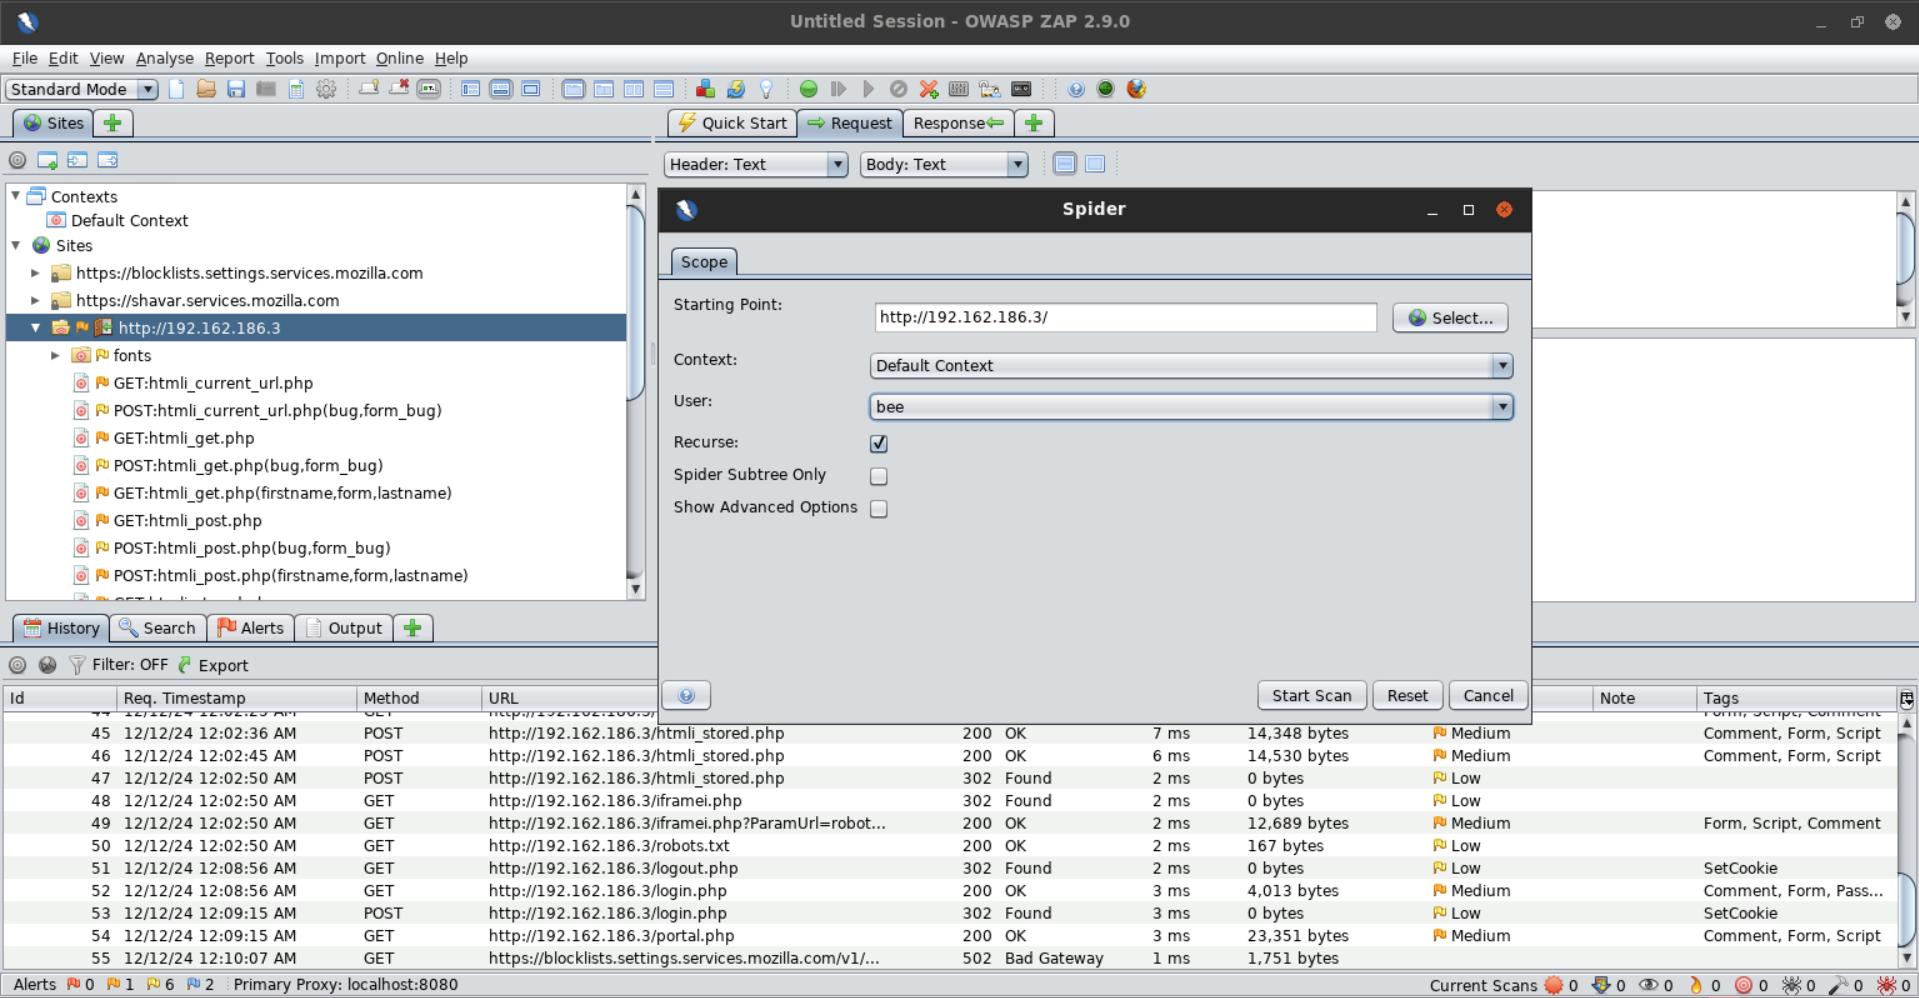 Untitled Session - OWASP ZAP 2.9.0
File Edit View Analyse Report Tools Import Online Help
Standard Mode
Sites
Quick Start Request Response
Header: Text Body: Text
Contexts
Default Context
Sites
https://blocklists.settings.services.mozilla.com
https://shavar.services.mozilla.com
http://192.162.186.3
fonts
GET:htmli_current_url.php
POST:htmli_current_url.php(bug,form_bug)
GET:htmli_get.php
POST:htmli_get.php(bug,form_bug)
GET:htmli_get.php(firstname,form,lastname)
GET:htmli_post.php
POST:htmli_post.php(bug,form_bug)
POST:htmli_post.php(firstname,form,lastname)
Spider
Scope
Starting Point: http://192.162.186.3/ Select...
Context: Default Context
User: bee
Recurse:
Spider Subtree Only
Show Advanced Options
Start Scan Reset Cancel
History Search Alerts Output
Filter: OFF Export
Id Req. Timestamp Method URL Note Tags
44 12/12/24 12:02:25 AM GET Form, Script, Comment
45 12/12/24 12:02:36 AM POST http://192.162.186.3/htmli_stored.php 200 OK 7 ms 14,348 bytes Medium Comment, Form, Script
46 12/12/24 12:02:45 AM POST http://192.162.186.3/htmli_stored.php 200 OK 6 ms 14,530 bytes Medium Comment, Form, Script
47 12/12/24 12:02:50 AM POST http://192.162.186.3/htmli_stored.php 302 Found 2 ms 0 bytes Low
48 12/12/24 12:02:50 AM GET http://192.162.186.3/iframei.php 302 Found 2 ms 0 bytes Low
49 12/12/24 12:02:50 AM GET http://192.162.186.3/iframei.php?ParamUrl=robot... 200 OK 2 ms 12,689 bytes Medium Form, Script, Comment
50 12/12/24 12:02:50 AM GET http://192.162.186.3/robots.txt 200 OK 2 ms 167 bytes Low
51 12/12/24 12:08:56 AM GET http://192.162.186.3/logout.php 302 Found 2 ms 0 bytes Low SetCookie
52 12/12/24 12:08:56 AM GET http://192.162.186.3/login.php 200 OK 3 ms 4,013 bytes Medium Comment, Form, Pass...
53 12/12/24 12:09:15 AM POST http://192.162.186.3/login.php 302 Found 3 ms 0 bytes Low SetCookie
54 12/12/24 12:09:15 AM GET http://192.162.186.3/portal.php 200 OK 3 ms 23,351 bytes Medium Comment, Form, Script
55 12/12/24 12:10:07 AM GET https://blocklists.settings.services.mozilla.com/v1/... 502 Bad Gateway 1 ms 1,751 bytes
Alerts 0 1 6 2 Primary Proxy: localhost:8080 Current Scans 0 0 0 0 0 0 0 0